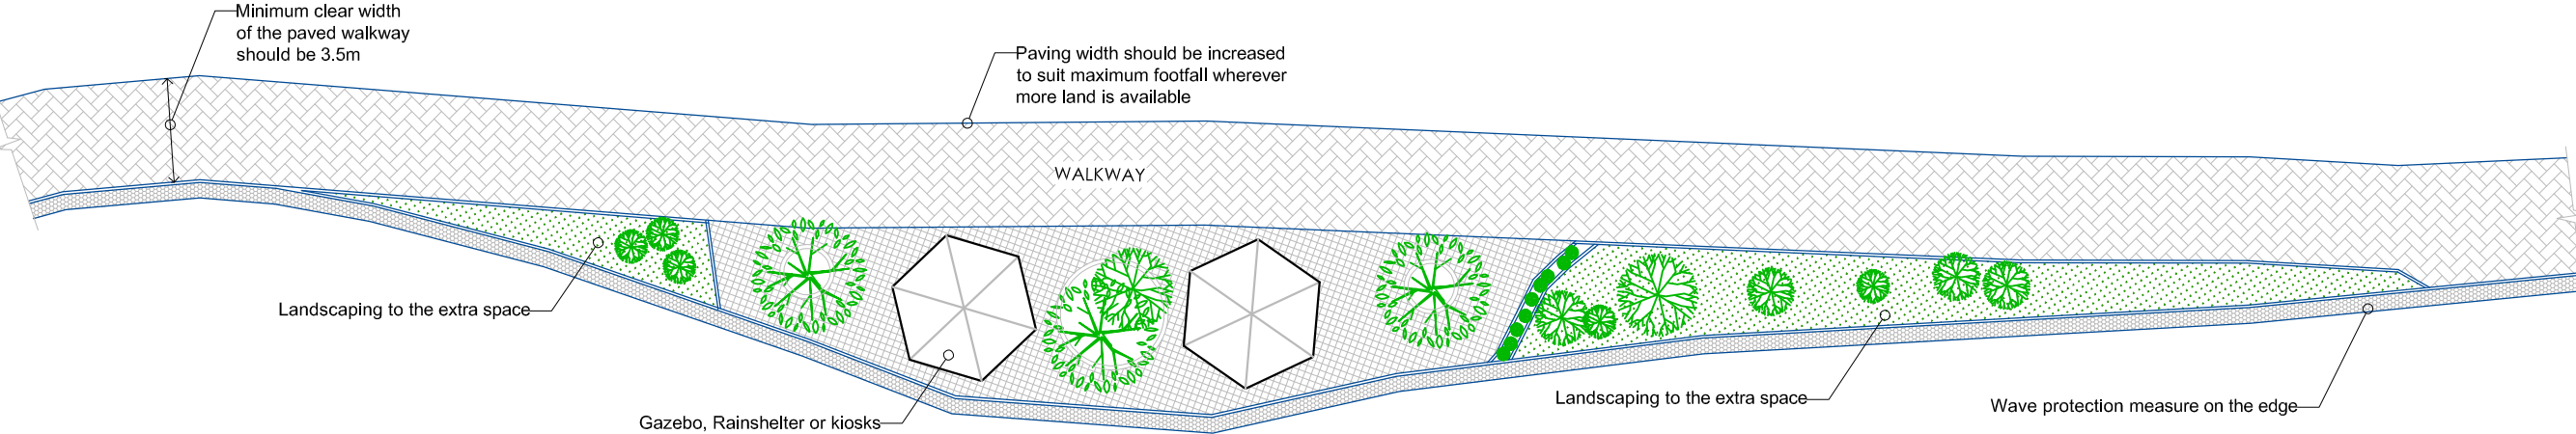 Minimum clear width
of the paved walkway
should be 3.5m
Paving width should be increased
to suit maximum footfall wherever
more land is available
WALKWAY
Landscaping to the extra space
Gazebo, Rainshelter or kiosks
Landscaping to the extra space
Wave protection measure on the edge